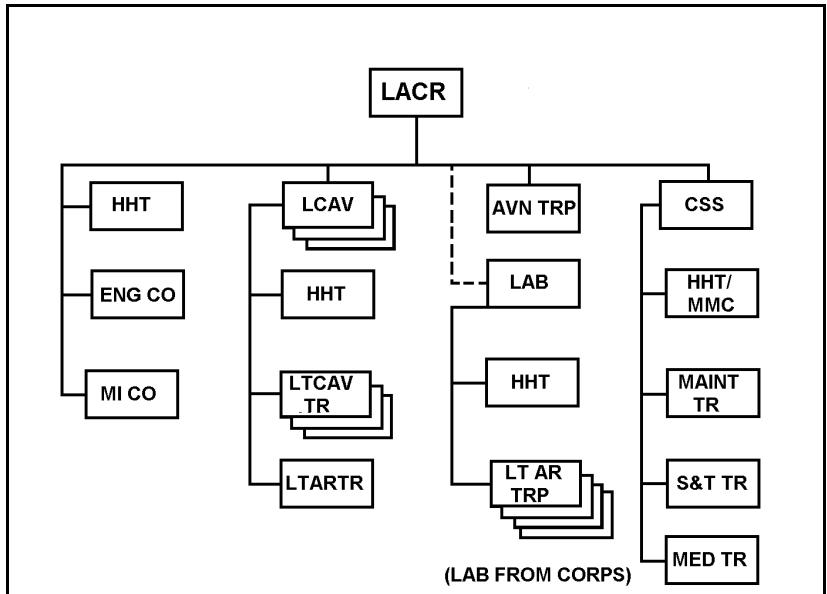 LACR
HHT
ENG CO
MI CO
LCAV
HHT
LTCAV
TR
LTARTR
AVN TRP
LAB
HHT
LT AR
TRP
(LAB FROM CORPS)
CSS
HHT/
MMC
MAINT
TR
S&T TR
MED TR